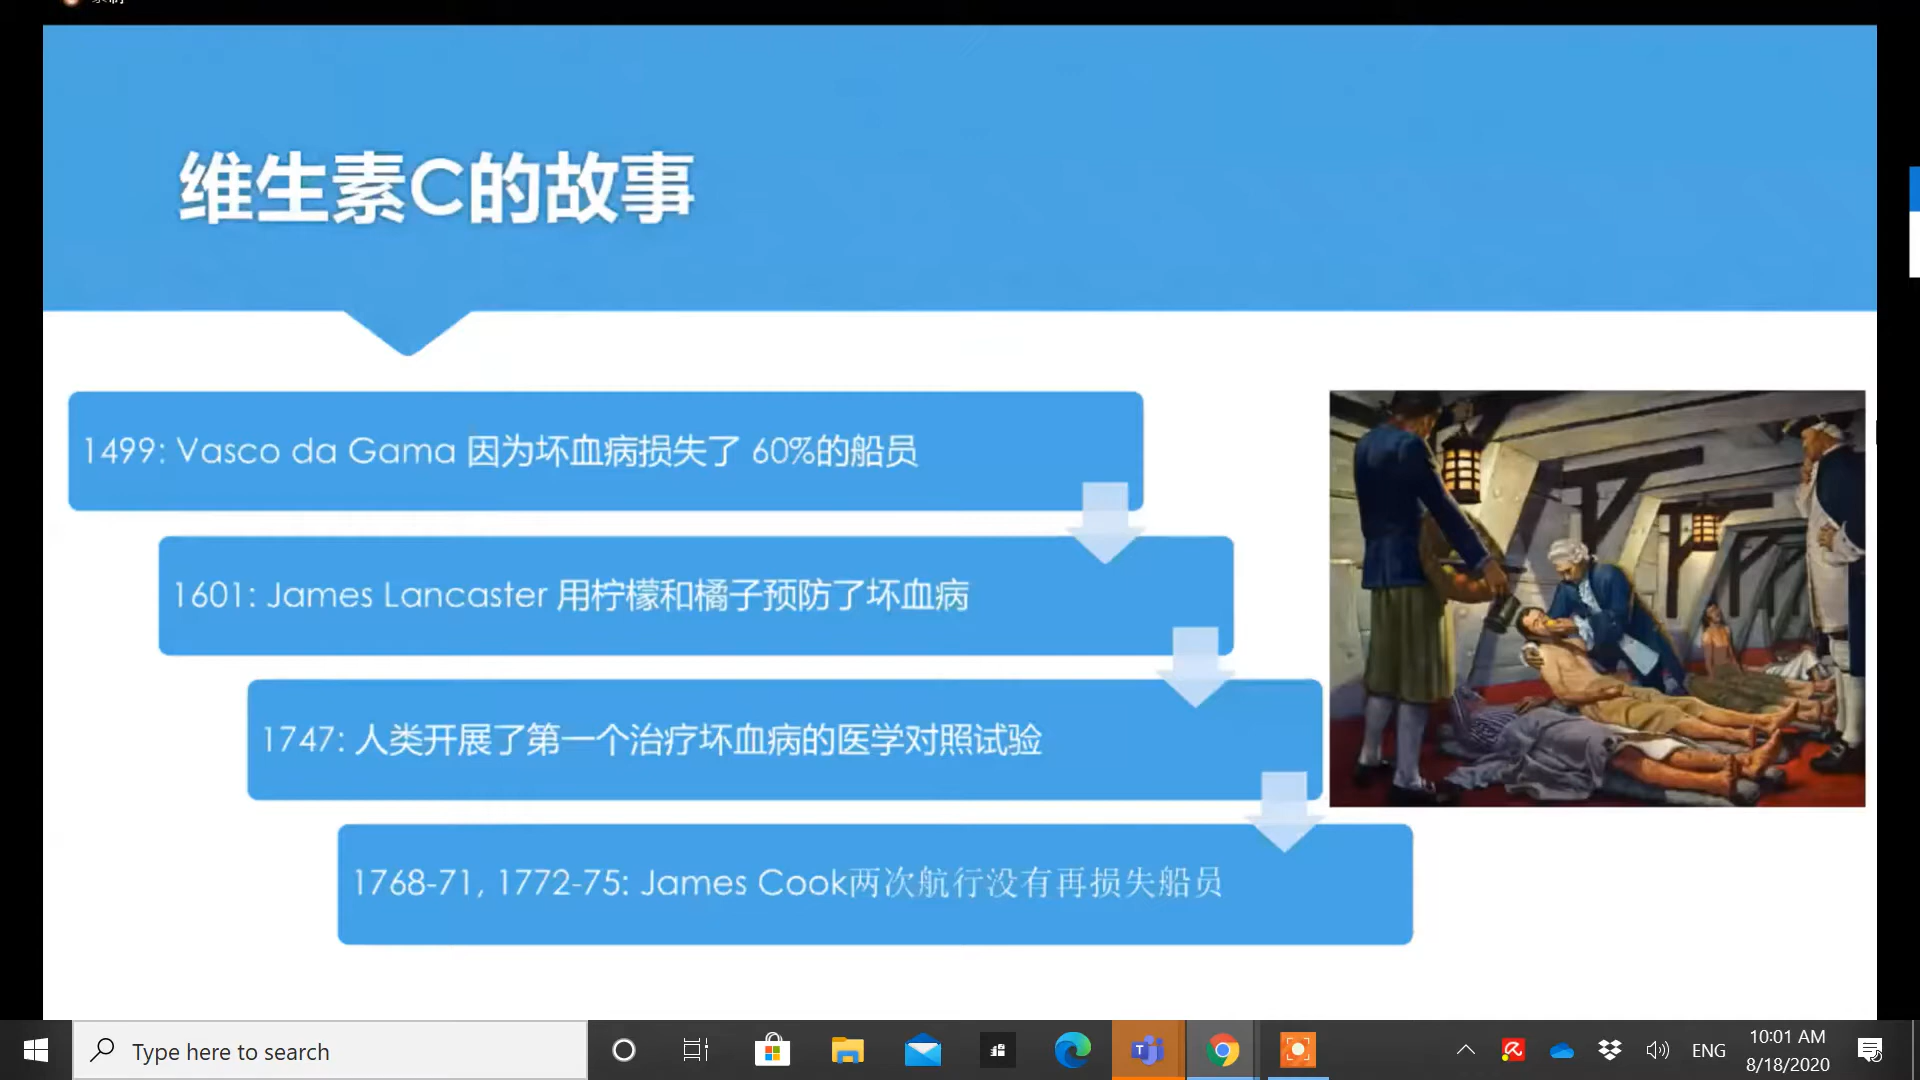 维生素C的故事
1499: Vasco da Gama 因为坏血病损失了 60%的船员
1601: James Lancaster 用柠檬和橘子预防了坏血病
1747: 人类开展了第一个治疗坏血病的医学对照试验
1768-71, 1772-75: James Cook两次航行没有再损失船员
Type here to search
ENG
10:01 AM
8/18/2020